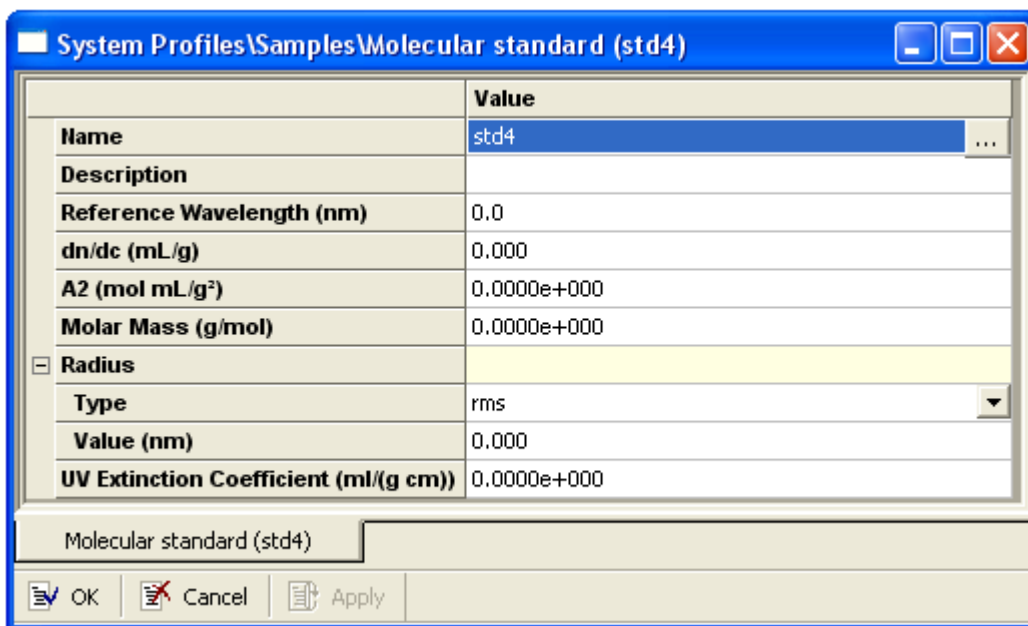 System Profiles\Samples\Molecular standard (std4)
Value
Name std4 ...
Description
Reference Wavelength (nm) 0.0
dn/dc (mL/g) 0.000
A2 (mol mL/g²) 0.0000e+000
Molar Mass (g/mol) 0.0000e+000
Radius
Type rms
Value (nm) 0.000
UV Extinction Coefficient (ml/(g cm)) 0.0000e+000
Molecular standard (std4)
OK Cancel Apply